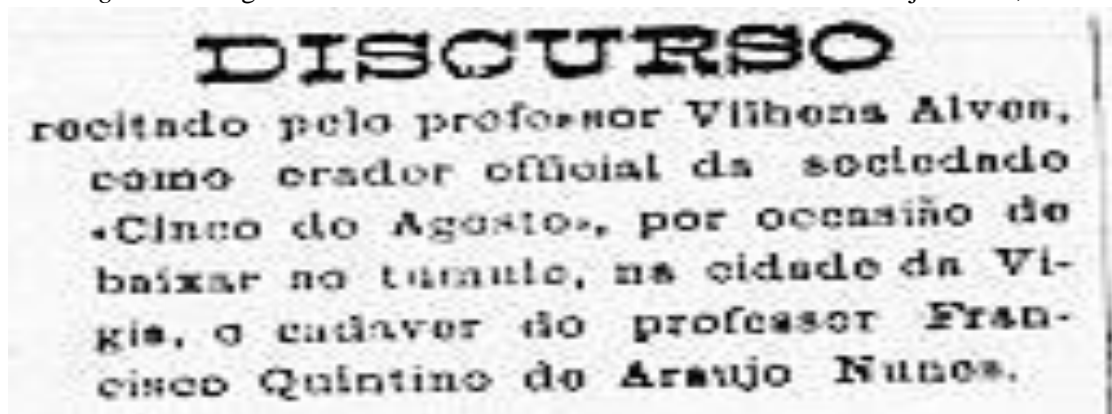 DISCURSO
recitado pelo professor Vilhena Alves,
como orador official da sociedade
«Cinco de Agosto», por occasião de
baixar ao tumulo, na cidade da Vi-
gia, o cadaver do professor Fran-
cisco Quintino de Araujo Nunes.